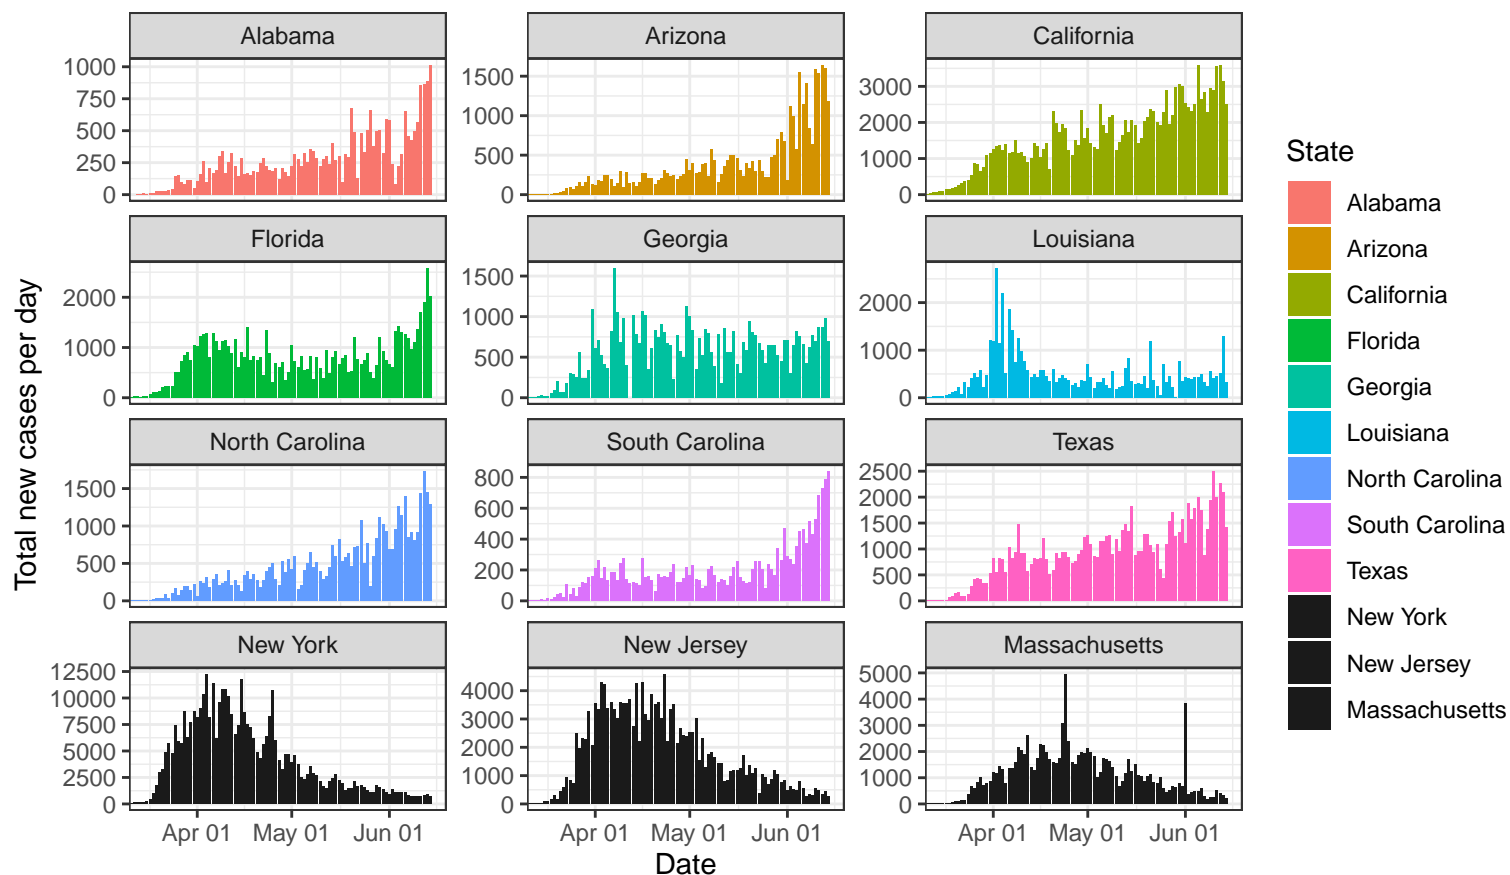 Alabama
Arizona
California
1000
750
500
250
0
1500
1000
500
0
3000
2000
1000
0
Florida
Georgia
Louisiana
2000
1000
0
1500
1000
500
0
2000
1000
0
North Carolina
South Carolina
Texas
1500
1000
500
0
800
600
400
200
0
2500
2000
1500
1000
500
0
New York
New Jersey
Massachusetts
12500
10000
7500
5000
2500
0
4000
3000
2000
1000
0
5000
4000
3000
2000
1000
0
Apr 01 May 01 Jun 01
Apr 01 May 01 Jun 01
Apr 01 May 01 Jun 01
Date
Total new cases per day
State
Alabama
Arizona
California
Florida
Georgia
Louisiana
North Carolina
South Carolina
Texas
New York
New Jersey
Massachusetts